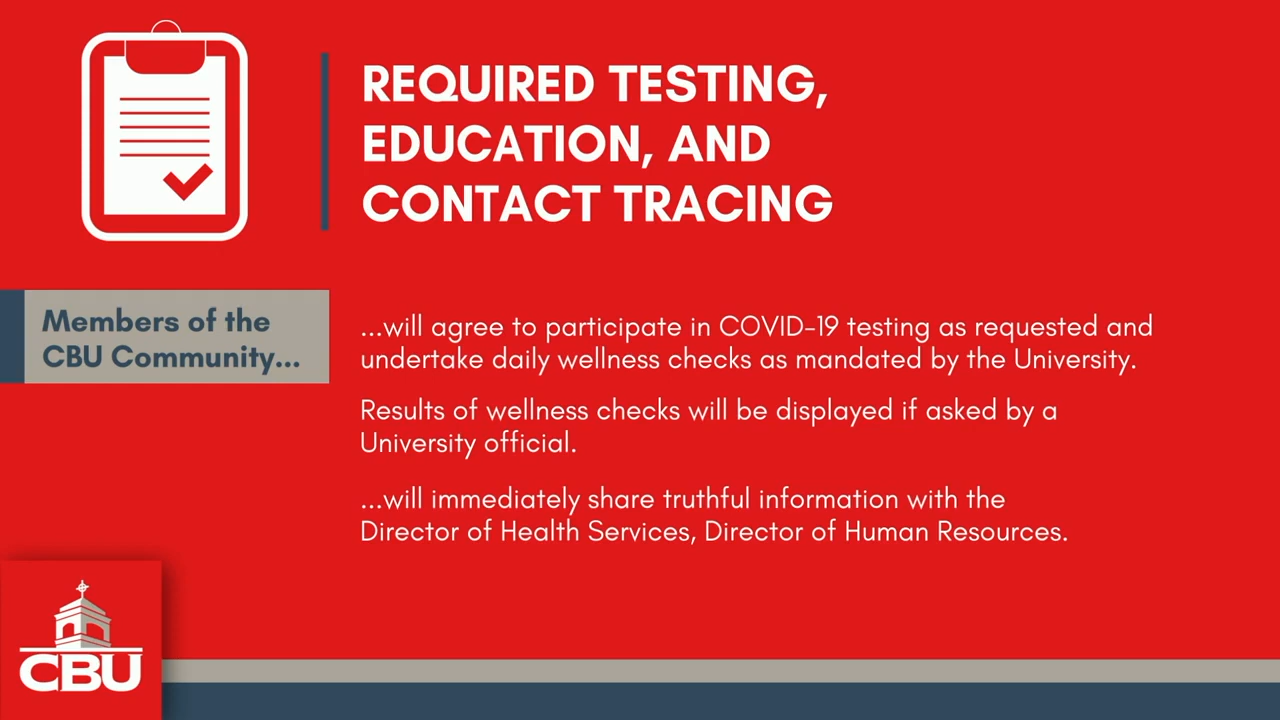 REQUIRED TESTING,
EDUCATION, AND
CONTACT TRACING
Members of the
CBU Community...
...will agree to participate in COVID-19 testing as requested and
undertake daily wellness checks as mandated by the University.
Results of wellness checks will be displayed if asked by a
University official.
...will immediately share truthful information with the
Director of Health Services, Director of Human Resources.
CBU